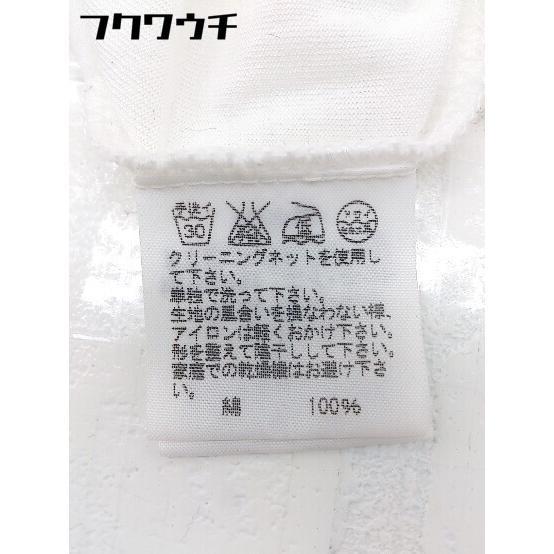 フクワウチ
手洗イ
30
低
クリーニングネットを使用し
て下さい。
単独で洗って下さい。
生地の風合いを損なわない様、
アイロンは軽くおかけ下さい。
形を整えて陰干しして下さい。
家庭での乾燥機はお避け下さ
い。
綿 100%